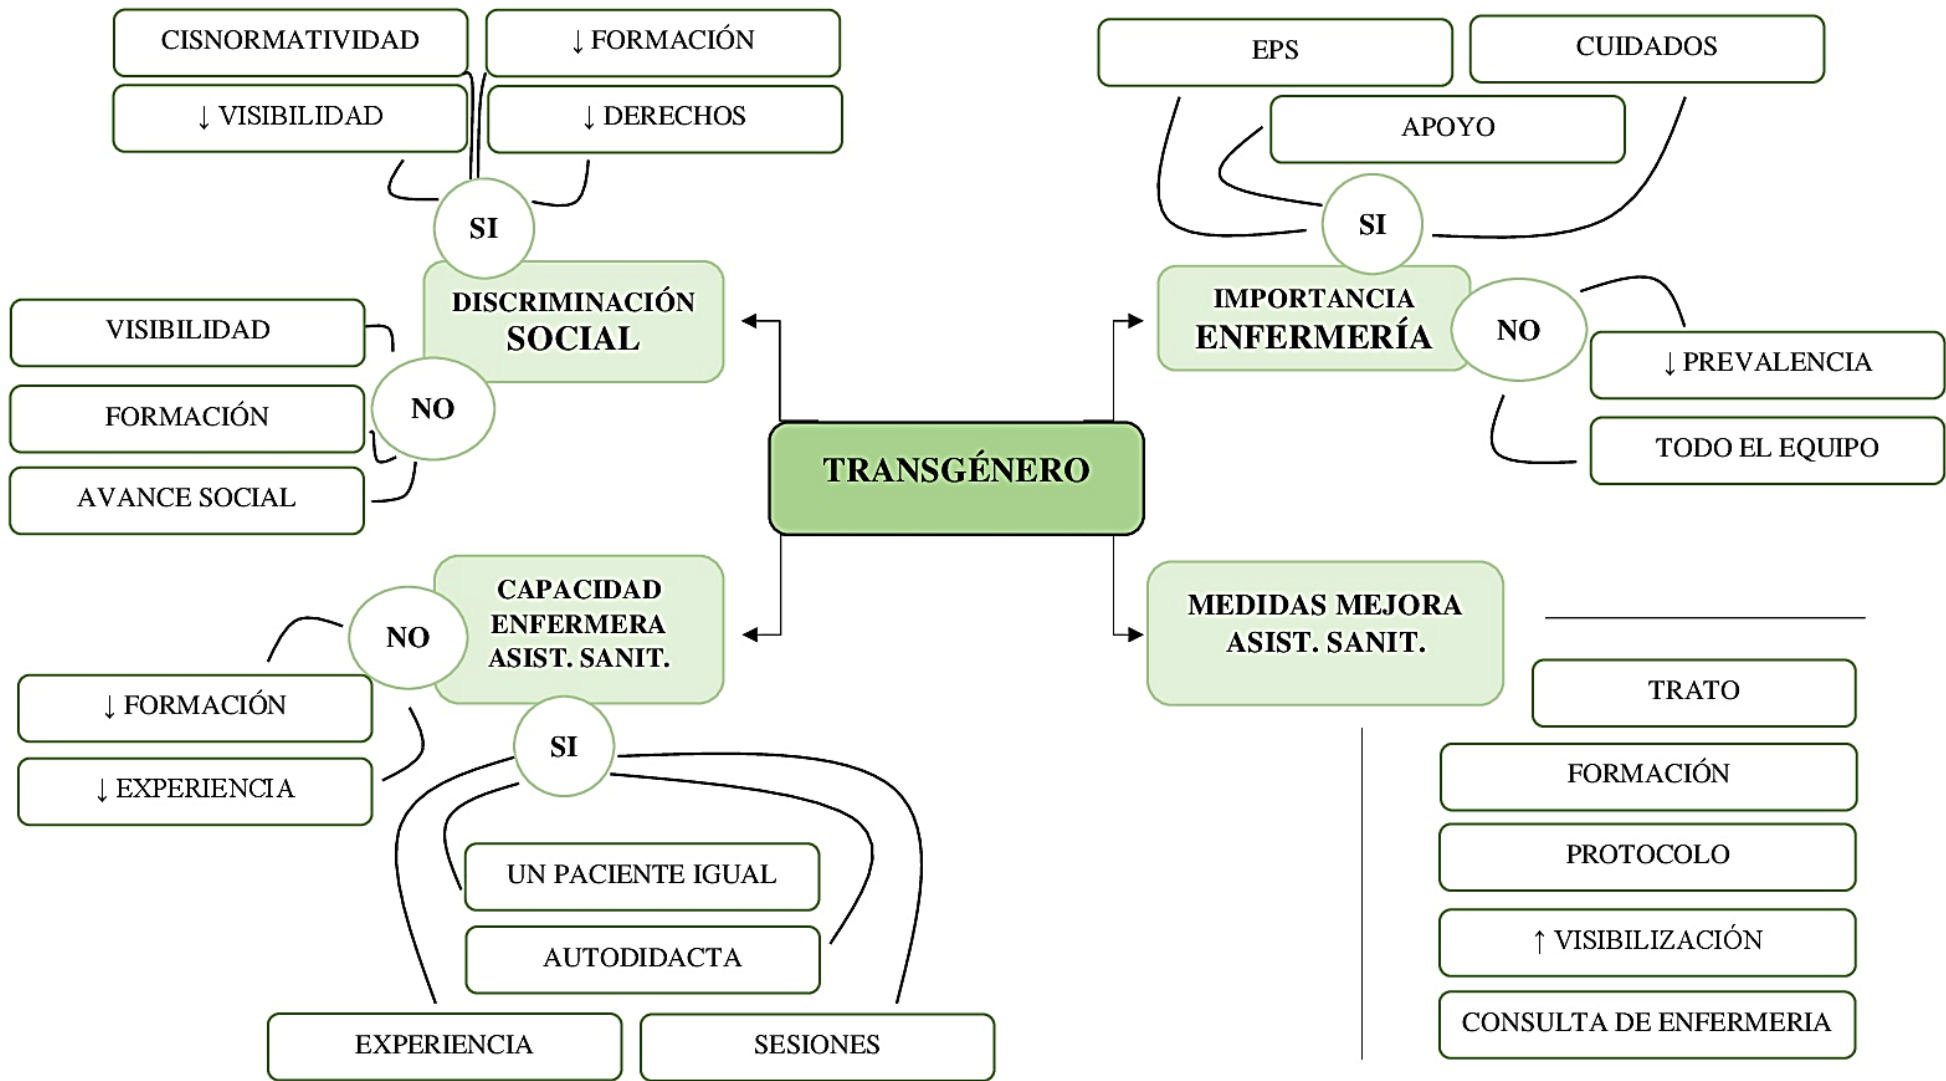 CISNORMATIVIDAD
↓ FORMACIÓN
↓ VISIBILIDAD
↓ DERECHOS
SI
DISCRIMINACIÓN
SOCIAL
VISIBILIDAD
NO
FORMACIÓN
AVANCE SOCIAL
EPS
CUIDADOS
APOYO
SI
IMPORTANCIA
ENFERMERÍA
NO
↓ PREVALENCIA
TODO EL EQUIPO
TRANSGÉNERO
CAPACIDAD
ENFERMERA
ASIST. SANIT.
NO
↓ FORMACIÓN
↓ EXPERIENCIA
SI
UN PACIENTE IGUAL
AUTODIDACTA
EXPERIENCIA
SESIONES
MEDIDAS MEJORA
ASIST. SANIT.
TRATO
FORMACIÓN
PROTOCOLO
↑ VISIBILIZACIÓN
CONSULTA DE ENFERMERIA